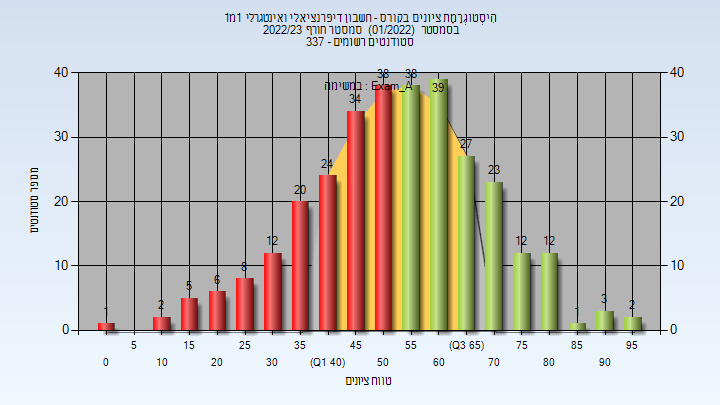 היסטוגרמת ציונים בקורס - חשבון דיפרנציאלי ואינטגרלי 1מ1
בסמסטר (01/2022) סמסטר חורף 2022/23
סטודנטים רשומים - 337
במשימה : Exam_A
מספר סטודנטים
40 30 20 10 0
40 30 20 10 0
1 2 5 6 8 12 20 24 34 38 38 39 27 23 12 12 1 3 2
5 15 25 35 45 55 (Q3 65) 75 85 95
0 10 20 30 (Q1 40) 50 60 70 80 90
טווח ציונים